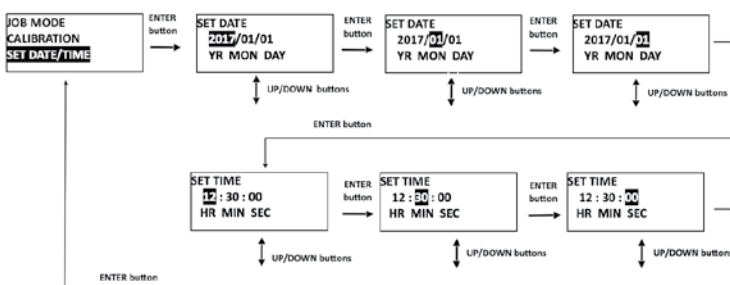 JOB MODE
CALIBRATION
SET DATE/TIME
ENTER
button
SET DATE
2017/01/01
YR MON DAY
UP/DOWN buttons
ENTER
button
SET DATE
2017/01/01
YR MON DAY
UP/DOWN buttons
ENTER
button
SET DATE
2017/01/01
YR MON DAY
UP/DOWN buttons
ENTER button
SET TIME
12 : 30 : 00
HR MIN SEC
UP/DOWN buttons
ENTER
button
SET TIME
12 : 30 : 00
HR MIN SEC
UP/DOWN buttons
ENTER
button
SET TIME
12 : 30 : 00
HR MIN SEC
UP/DOWN buttons
ENTER button